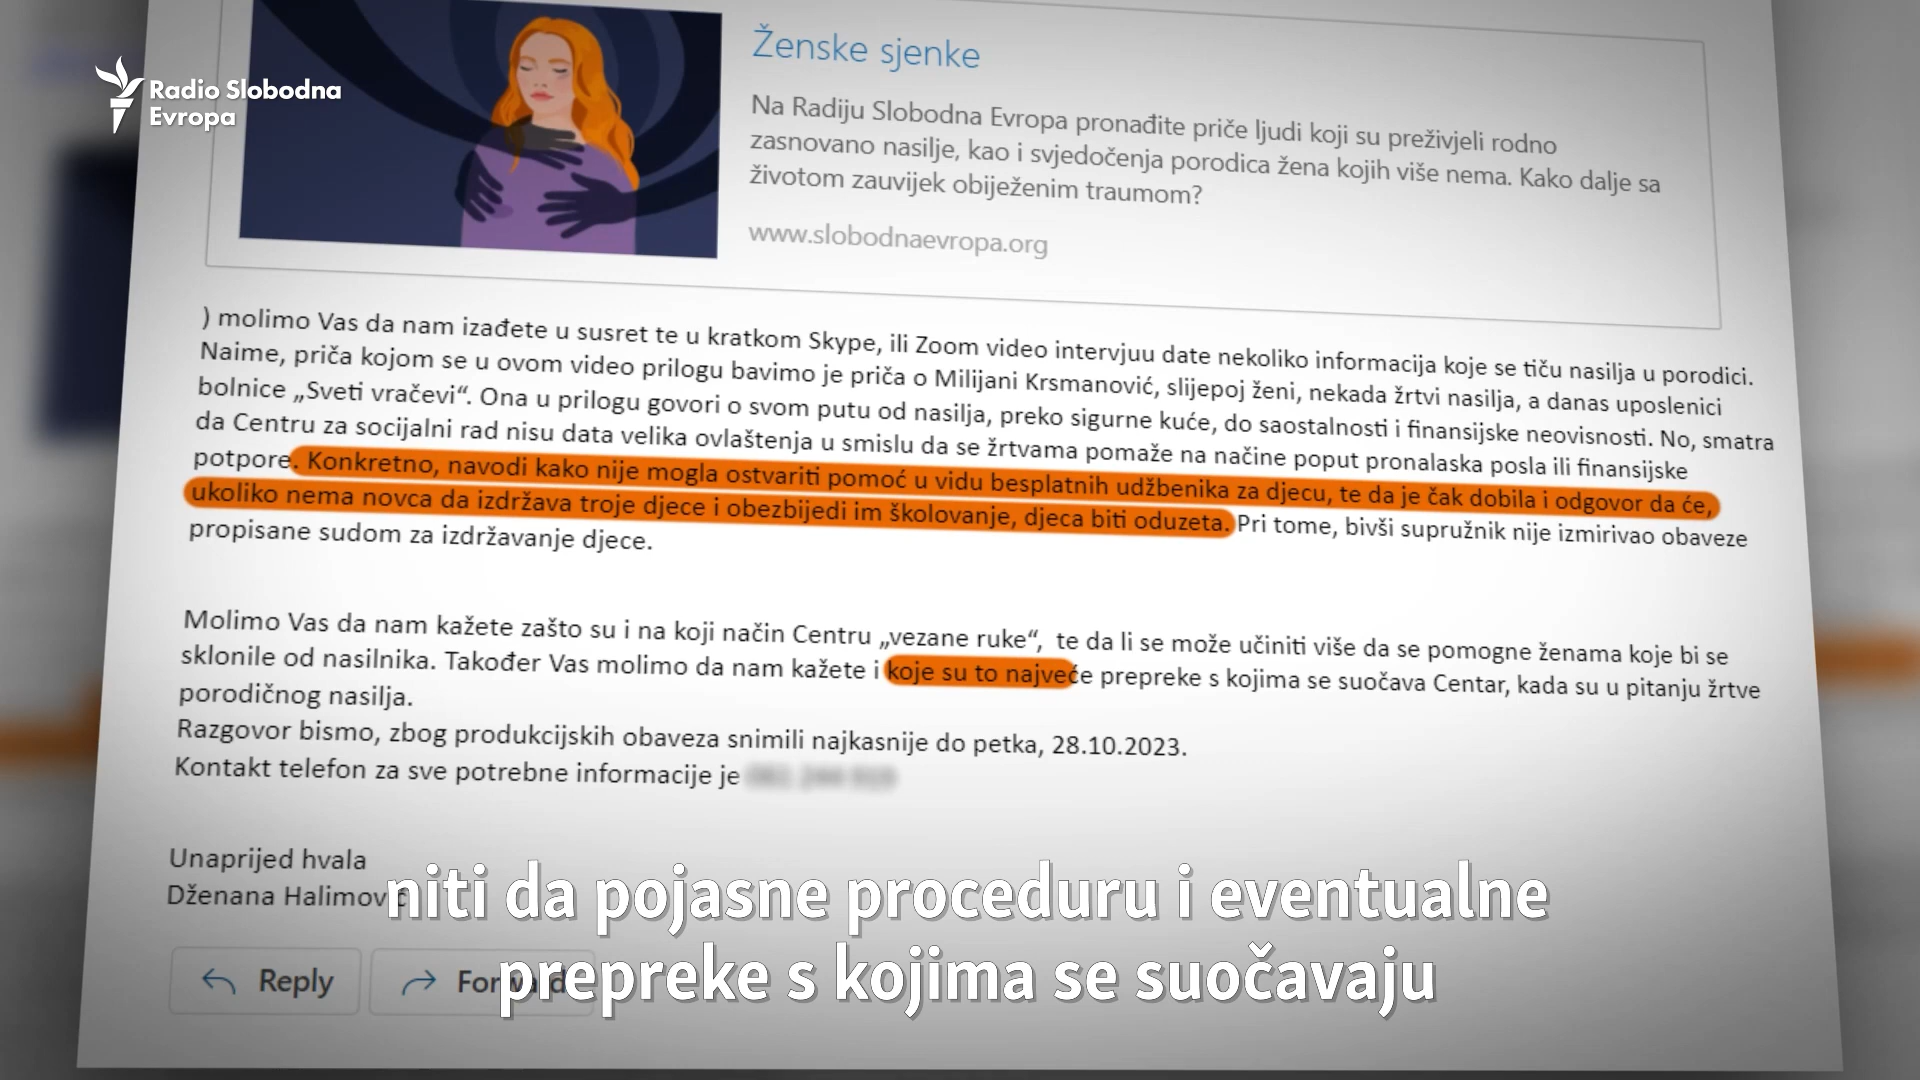 Radio Slobodna
Evropa
Ženske sjenke
Na Radiju Slobodna Evropa pronađite priče ljudi koji su preživjeli rodno
zasnovano nasilje, kao i svjedočenja porodica žena kojih više nema. Kako dalje sa
životom zauvijek obiježenim traumom?
www.slobodnaevropa.org
) molimo Vas da nam izađete u susret te u kratkom Skype, ili Zoom video intervjuu date nekoliko informacija koje se tiču nasilja u porodici.
Naime, priča kojom se u ovom video prilogu bavimo je priča o Milijani Krsmanović, slijepoj ženi, nekada žrtvi nasilja, a danas uposlenici
bolnice „Sveti vračevi“. Ona u prilogu govori o svom putu od nasilja, preko sigurne kuće, do saostalnosti i finansijske neovisnosti. No, smatra
da Centru za socijalni rad nisu data velika ovlaštenja u smislu da se žrtvama pomaže na načine poput pronalaska posla ili finansijske
potpore. Konkretno, navodi kako nije mogla ostvariti pomoć u vidu besplatnih udžbenika za djecu, te da je čak dobila i odgovor da će,
ukoliko nema novca da izdržava troje djece i obezbijedi im školovanje, djeca biti oduzeta. Pri tome, bivši supružnik nije izmirivao obaveze
propisane sudom za izdržavanje djece.
Molimo Vas da nam kažete zašto su i na koji način Centru „vezane ruke“, te da li se može učiniti više da se pomogne ženama koje bi se
sklonile od nasilnika. Također Vas molimo da nam kažete i koje su to najveće prepreke s kojima se suočava Centar, kada su u pitanju žrtve
porodičnog nasilja.
Razgovor bismo, zbog produkcijskih obaveza snimili najkasnije do petka, 28.10.2023.
Kontakt telefon za sve potrebne informacije je
Unaprijed hvala
Dženana Halimović
niti da pojasne proceduru i eventualne
Reply Forward
prepreke s kojima se suočavaju